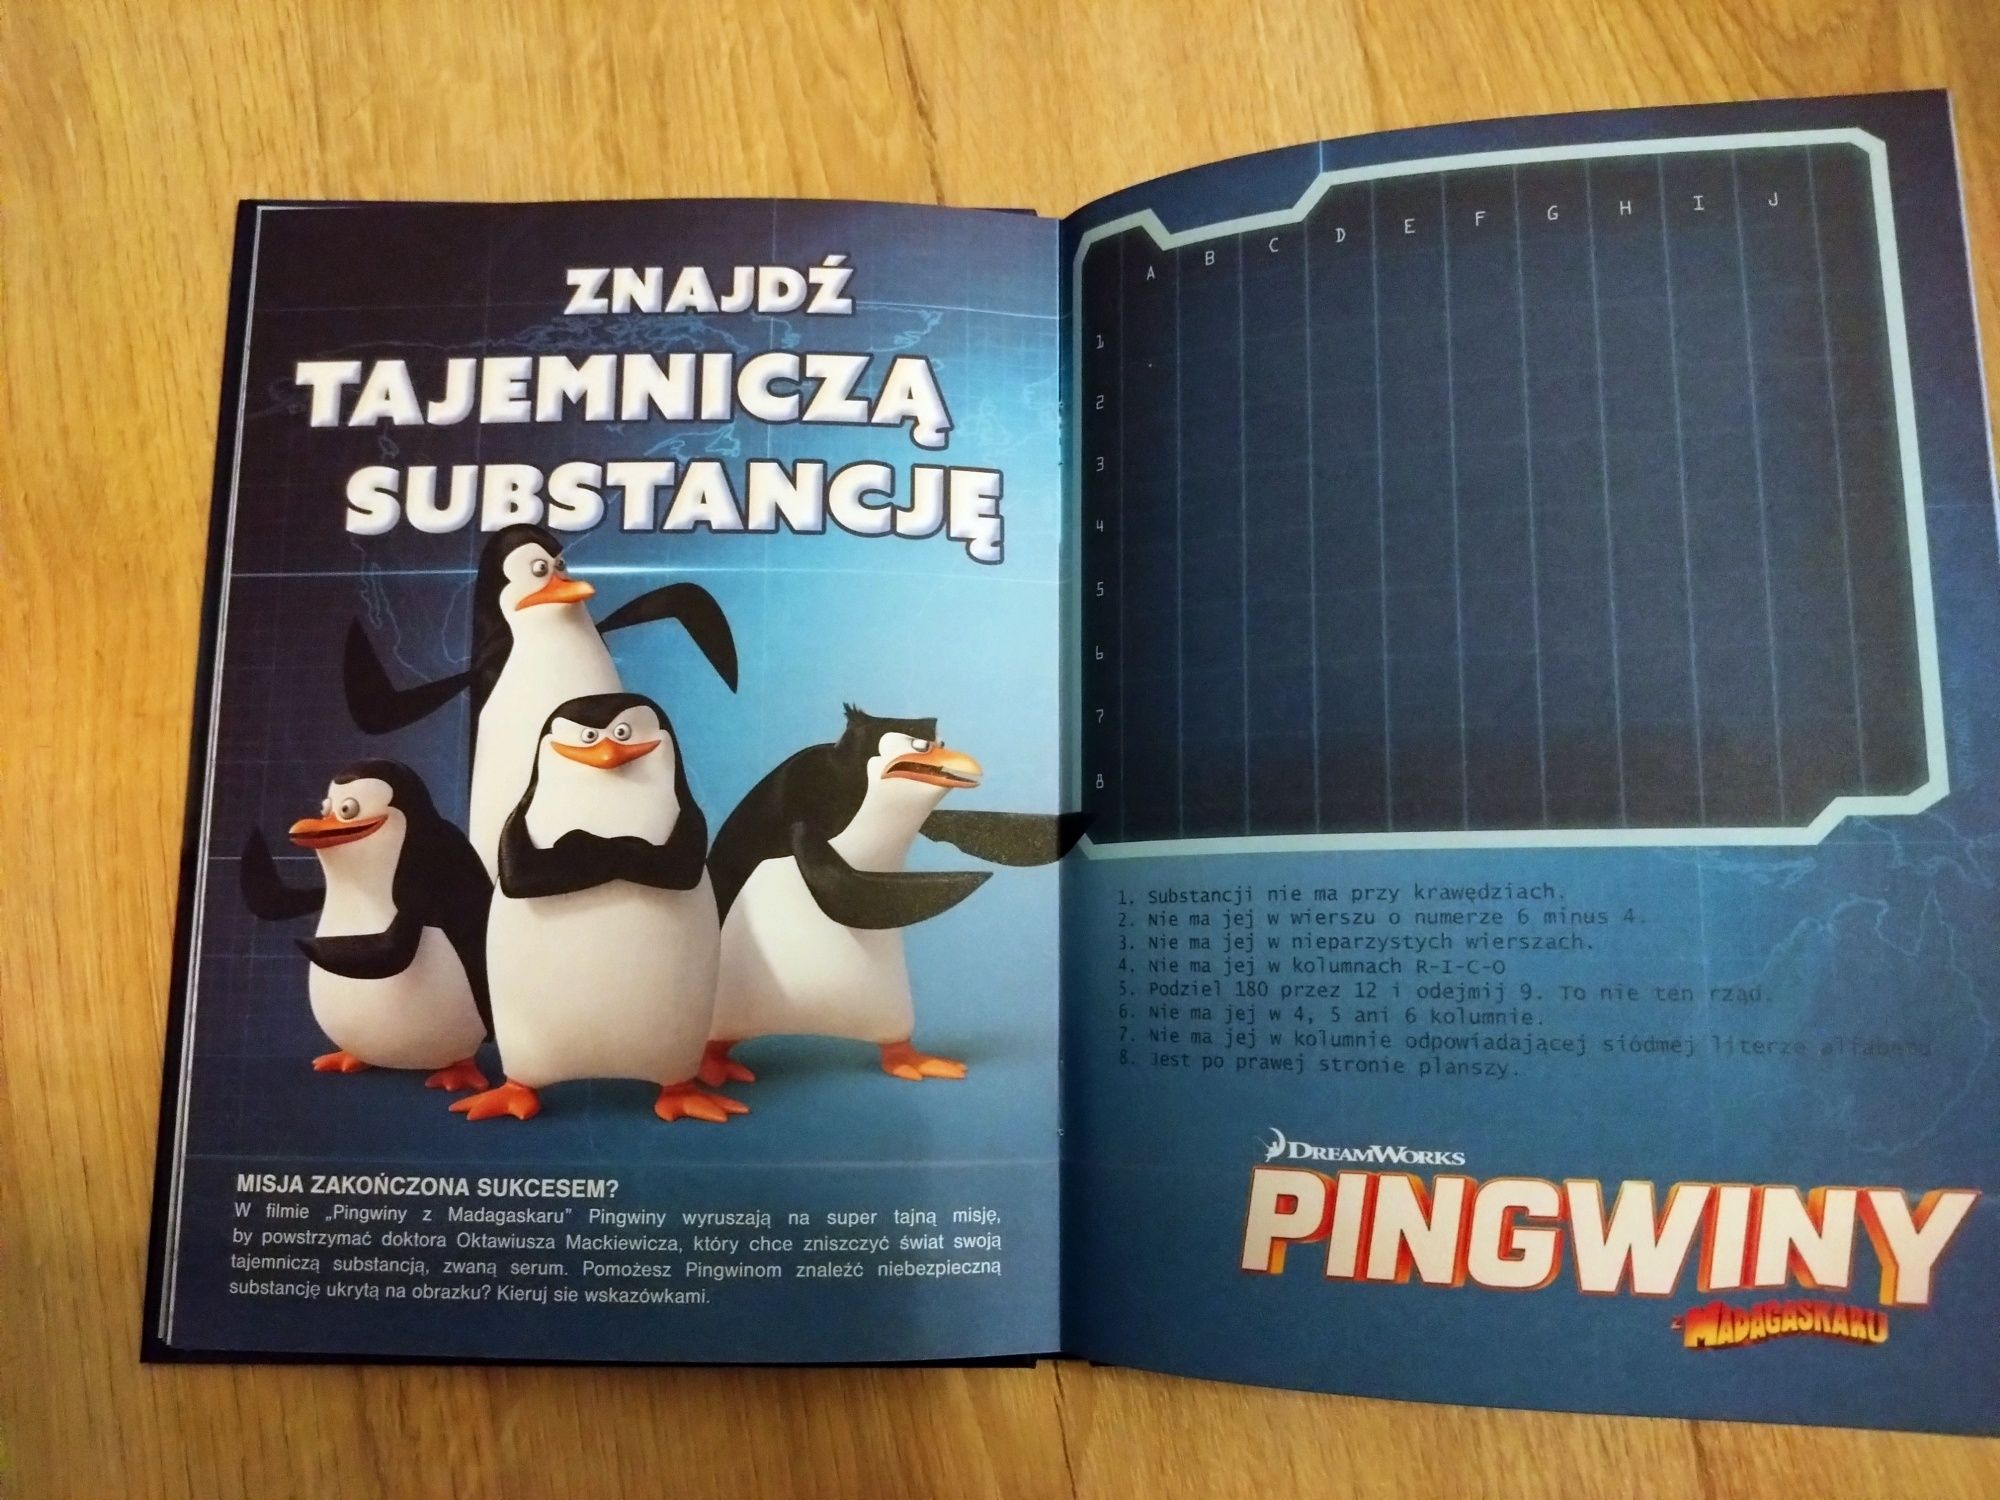 ZNAJDŹ
TAJEMNICZĄ
SUBSTANCJĘ
MISJA ZAKOŃCZONA SUKCESEM?
W filmie „Pingwiny z Madagaskaru" Pingwiny wyruszają na super tajną misję,
by powstrzymać doktora Oktawiusza Mackiewicza, który chce zniszczyć świat swoją
tajemniczą substancją, zwaną serum. Pomożesz Pingwinom znaleźć niebezpieczną
substancję ukrytą na obrazku? Kieruj sie wskazówkami.
A B C D E F G H I J
1
2
3
4
5
6
7
8
1. Substancji nie ma przy krawędziach.
2. Nie ma jej w wierszu o numerze 6 minus 4.
3. Nie ma jej w nieparzystych wierszach.
4. Nie ma jej w kolumnach R-I-C-O
5. Podziel 180 przez 12 i odejmij 9. To nie ten rząd.
6. Nie ma jej w 4, 5 ani 6 kolumnie.
7. Nie ma jej w kolumnie odpowiadającej siódmej literze alfabetu
8. Jest po prawej stronie planszy.
DREAMWORKS
PINGWINY
Z MADAGASKARU